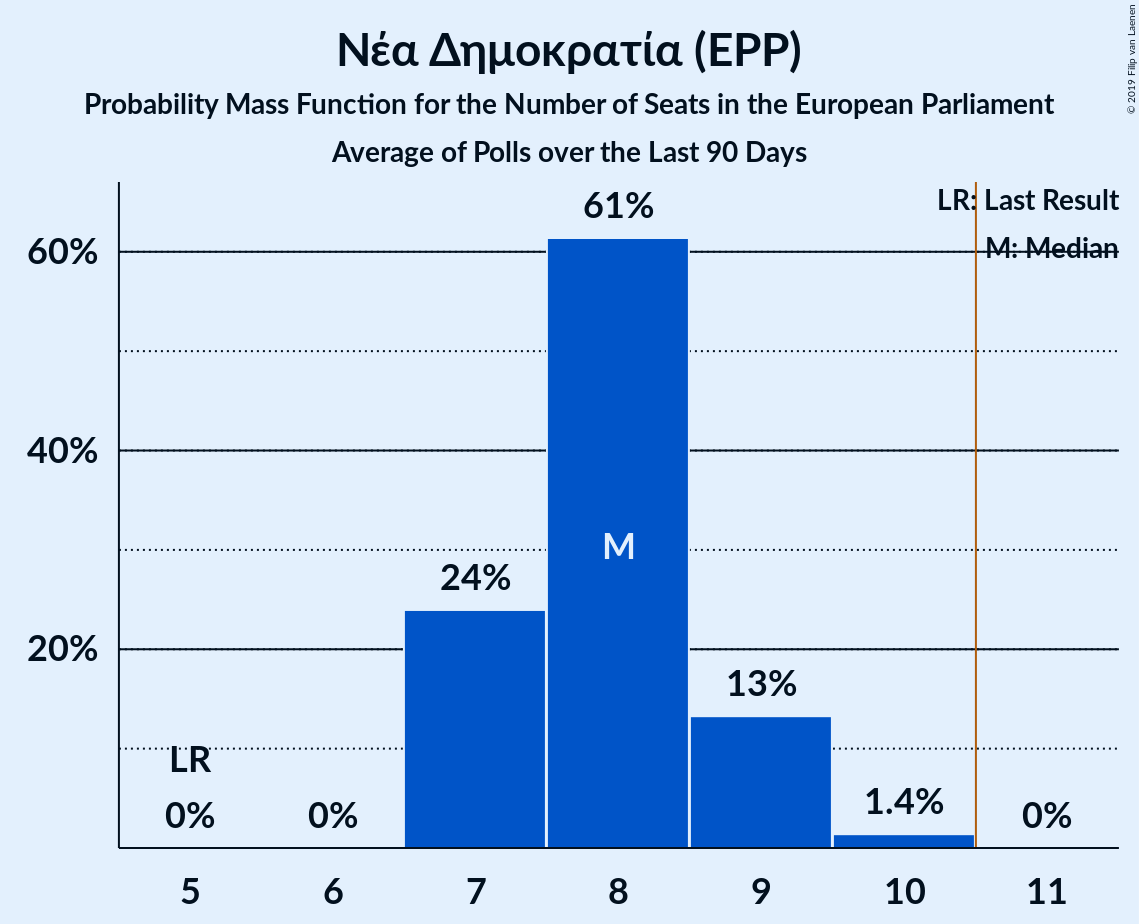 Νέα Δημοκρατία (EPP)
Probability Mass Function for the Number of Seats in the European Parliament
Average of Polls over the Last 90 Days
© 2019 Filip van Laenen
LR: Last Result
M: Median
61%
60%
40%
M
24%
20%
13%
LR
0%
0%
1.4%
0%
5 6 7 8 9 10 11